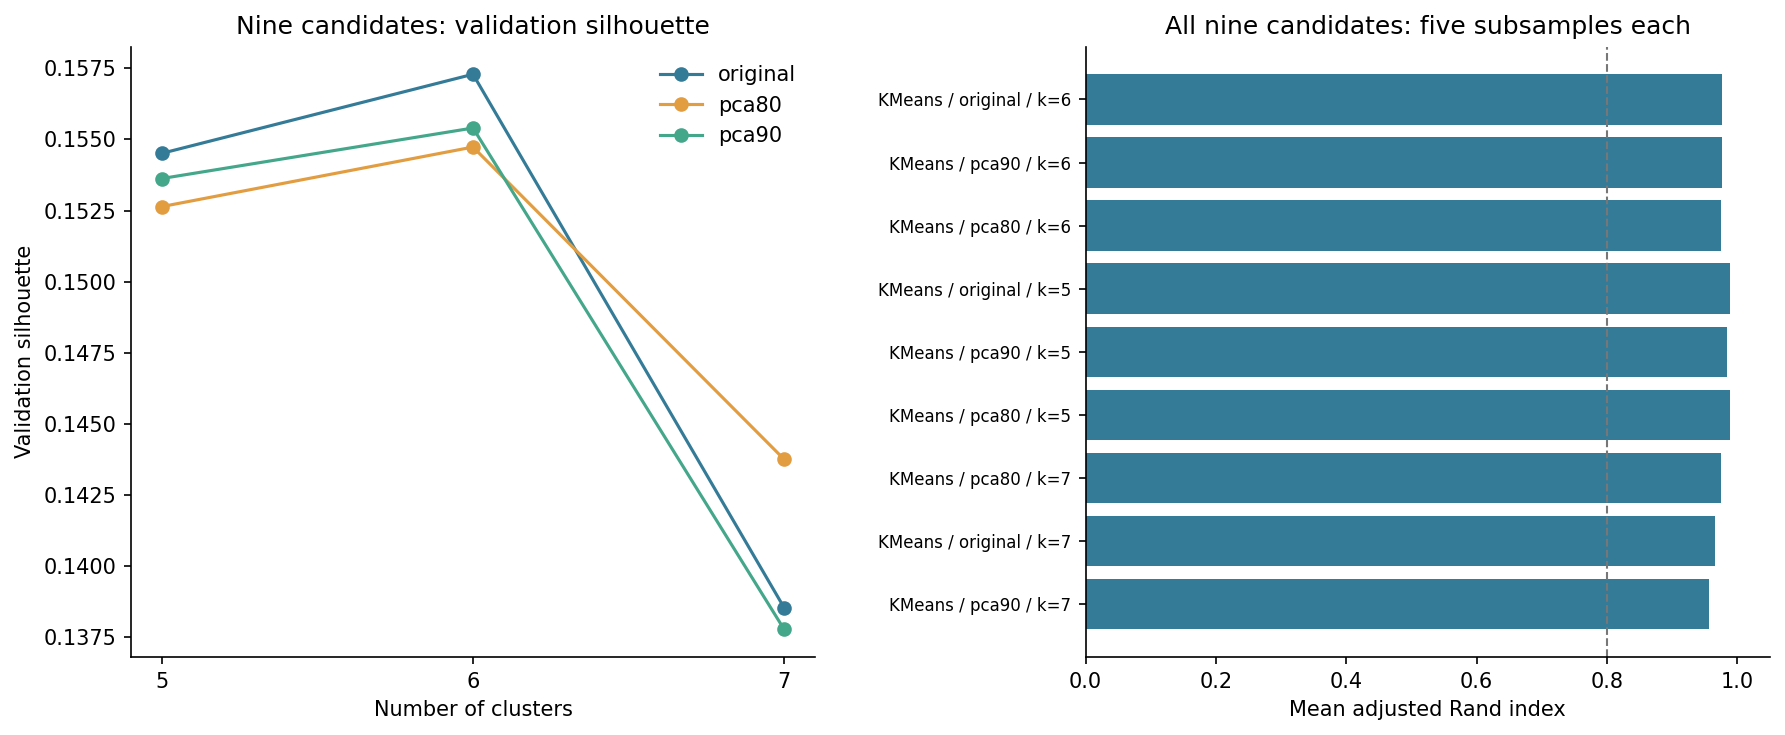 Nine candidates: validation silhouette
original
pca80
pca90
Validation silhouette
0.1575
0.1550
0.1525
0.1500
0.1475
0.1450
0.1425
0.1400
0.1375
5
6
7
Number of clusters
All nine candidates: five subsamples each
KMeans / original / k=6
KMeans / pca90 / k=6
KMeans / pca80 / k=6
KMeans / original / k=5
KMeans / pca90 / k=5
KMeans / pca80 / k=5
KMeans / pca80 / k=7
KMeans / original / k=7
KMeans / pca90 / k=7
0.0
0.2
0.4
0.6
0.8
1.0
Mean adjusted Rand index